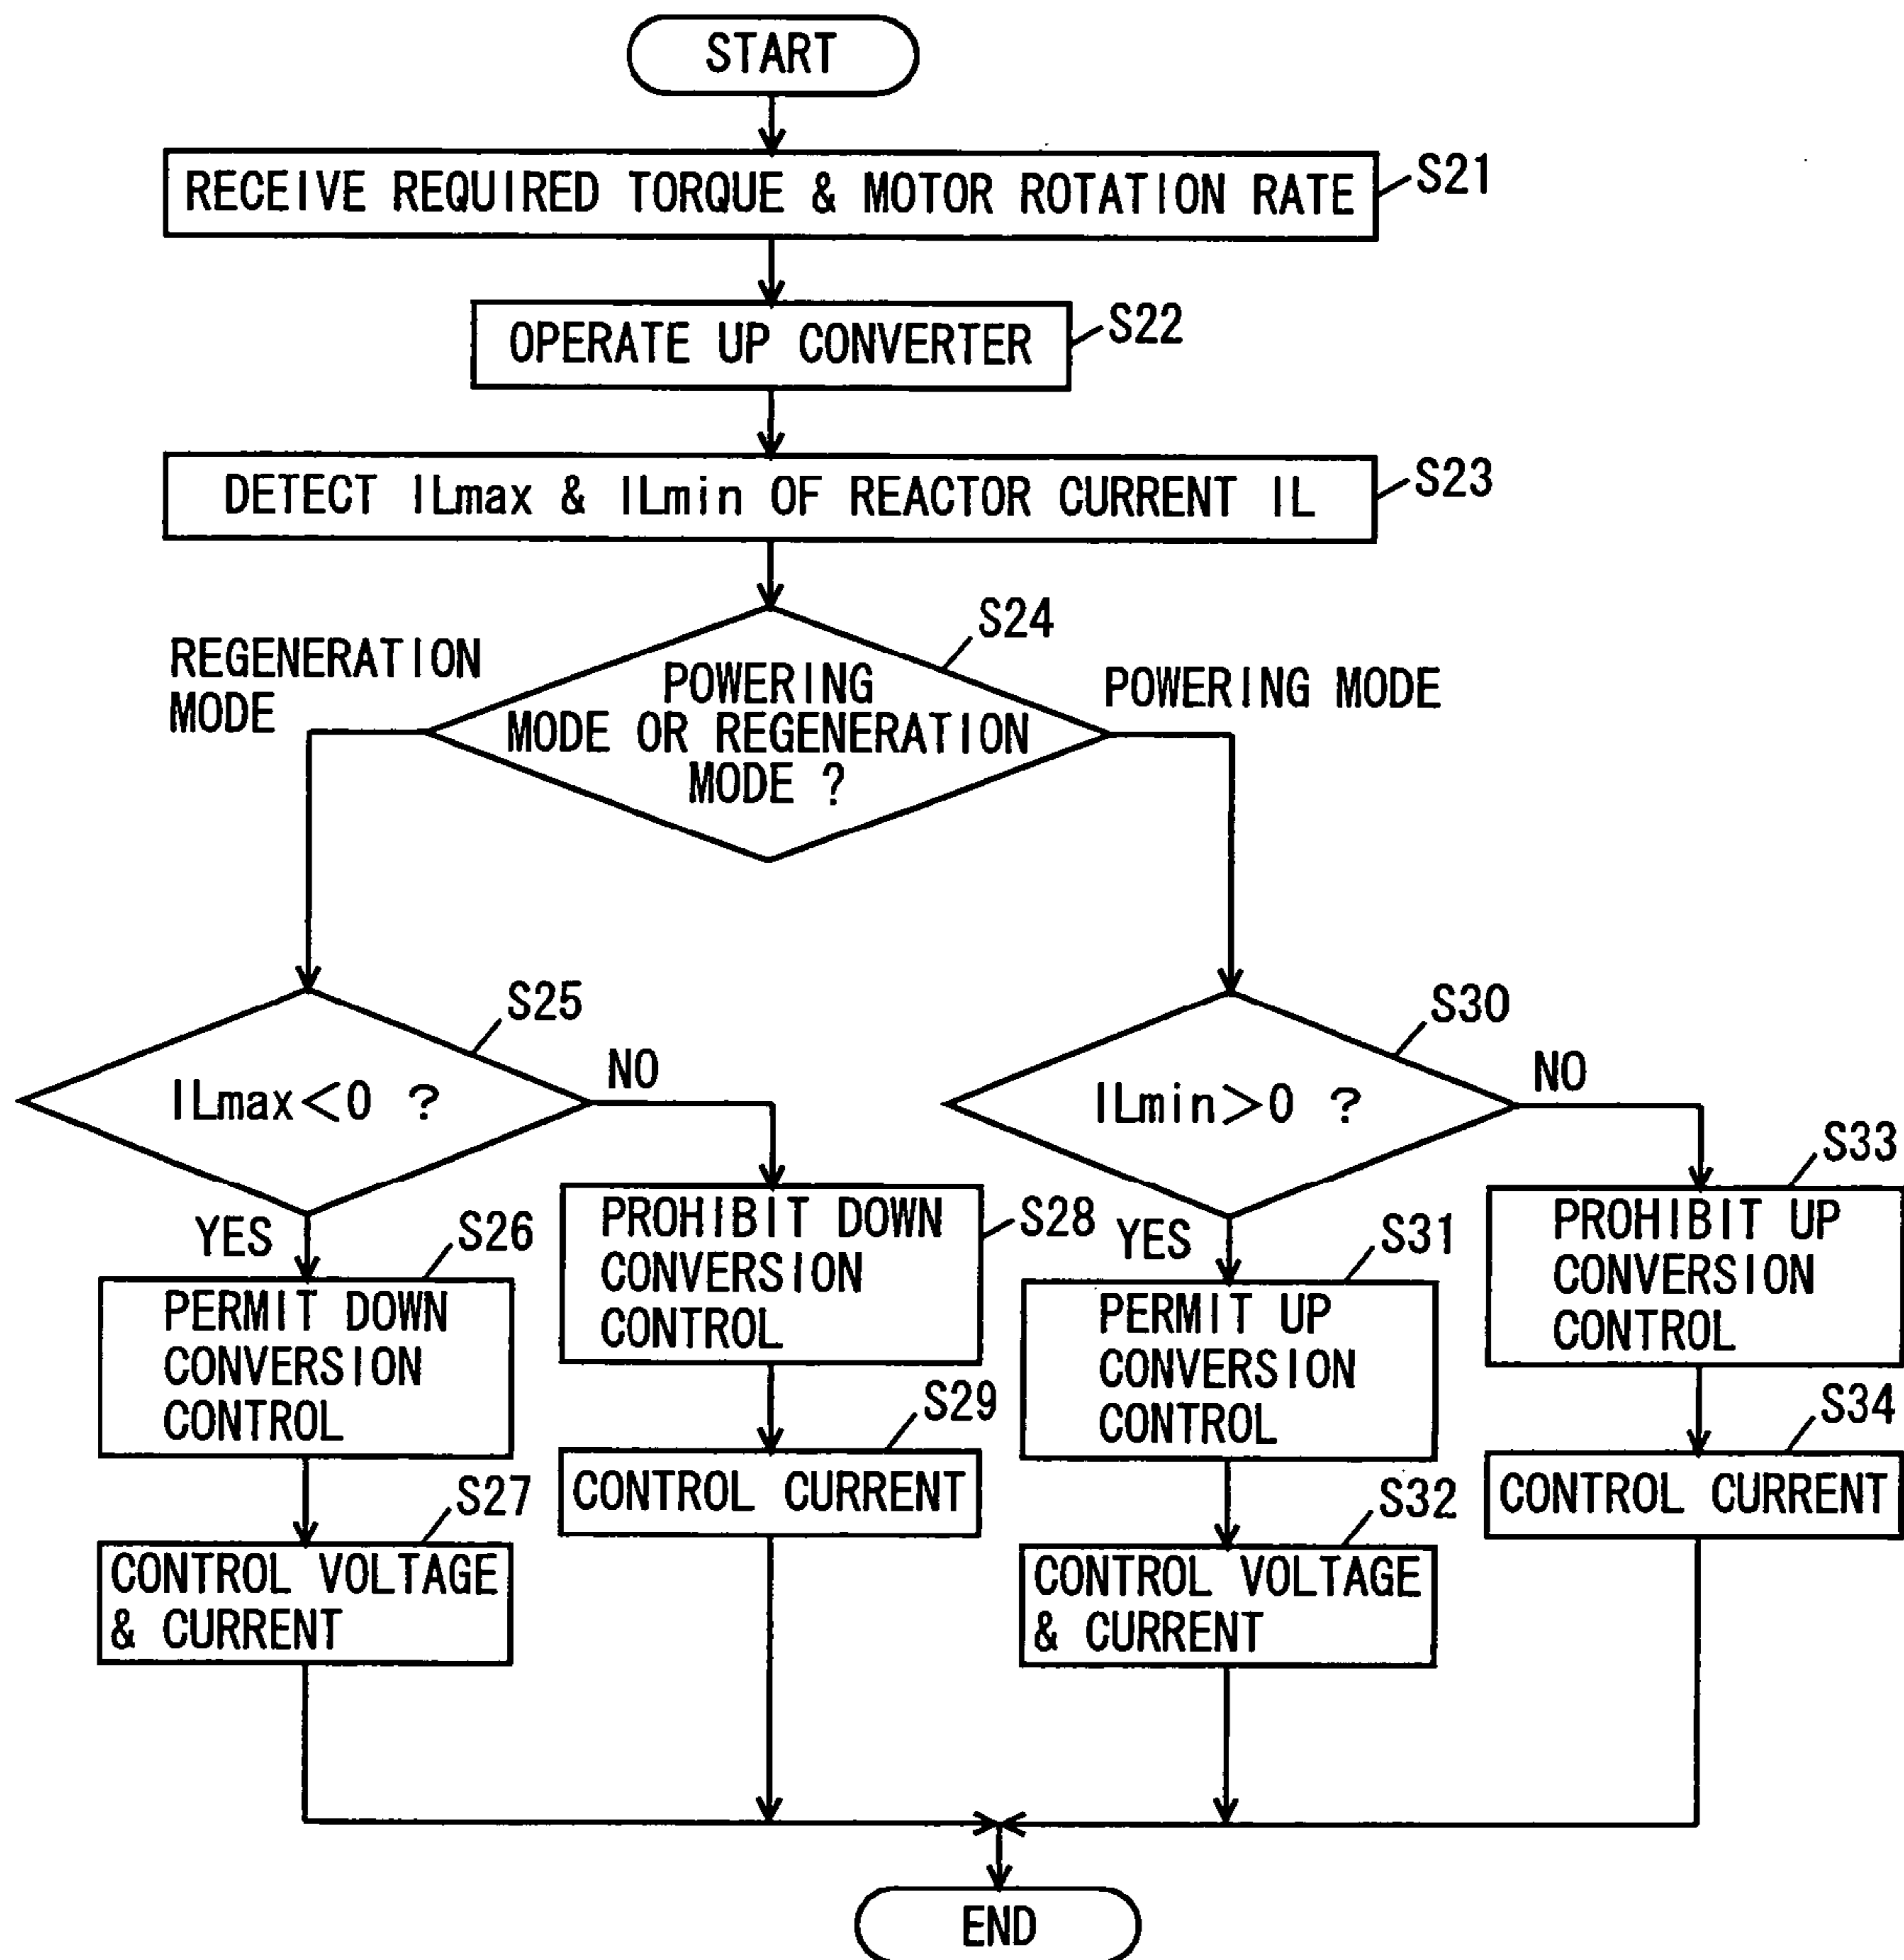 START
RECEIVE REQUIRED TORQUE & MOTOR ROTATION RATE
S21
OPERATE UP CONVERTER
S22
DETECT ILmax & ILmin OF REACTOR CURRENT IL
S23
S24
REGENERATION
MODE
POWERING
MODE OR REGENERATION
MODE ?
POWERING MODE
S25
ILmax<0 ?
NO
YES
S30
ILmin>0 ?
NO
YES
S26
PERMIT DOWN
CONVERSION
CONTROL
S28
PROHIBIT DOWN
CONVERSION
CONTROL
S31
PERMIT UP
CONVERSION
CONTROL
S33
PROHIBIT UP
CONVERSION
CONTROL
S27
CONTROL VOLTAGE
& CURRENT
S29
CONTROL CURRENT
S32
CONTROL VOLTAGE
& CURRENT
S34
CONTROL CURRENT
END